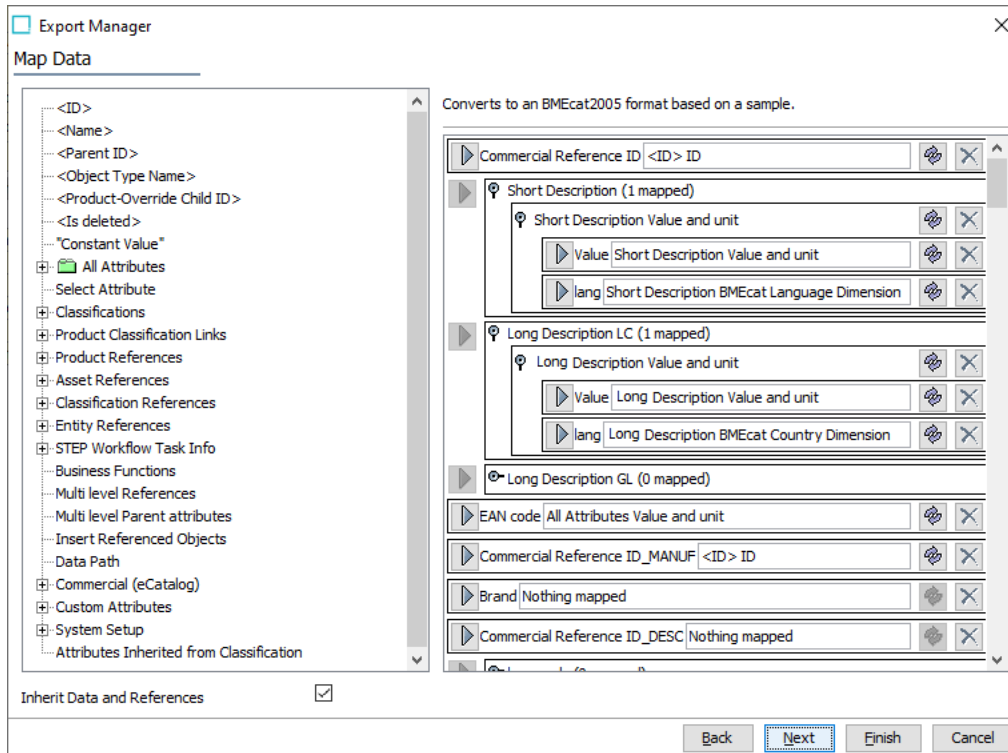 Export Manager
Map Data
<ID>
<Name>
<Parent ID>
<Object Type Name>
<Product-Override Child ID>
<Is deleted>
"Constant Value"
All Attributes
Select Attribute
Classifications
Product Classification Links
Product References
Asset References
Classification References
Entity References
STEP Workflow Task Info
Business Functions
Multi level References
Multi level Parent attributes
Insert Referenced Objects
Data Path
Commercial (eCatalog)
Custom Attributes
System Setup
Attributes Inherited from Classification
Converts to an BMEcat2005 format based on a sample.
Commercial Reference ID <ID> ID
Short Description (1 mapped)
Short Description Value and unit
Value Short Description Value and unit
lang Short Description BMEcat Language Dimension
Long Description LC (1 mapped)
Long Description Value and unit
Value Long Description Value and unit
lang Long Description BMEcat Country Dimension
Long Description GL (0 mapped)
EAN code All Attributes Value and unit
Commercial Reference ID_MANUF <ID> ID
Brand Nothing mapped
Commercial Reference ID_DESC Nothing mapped
Inherit Data and References
Back Next Finish Cancel